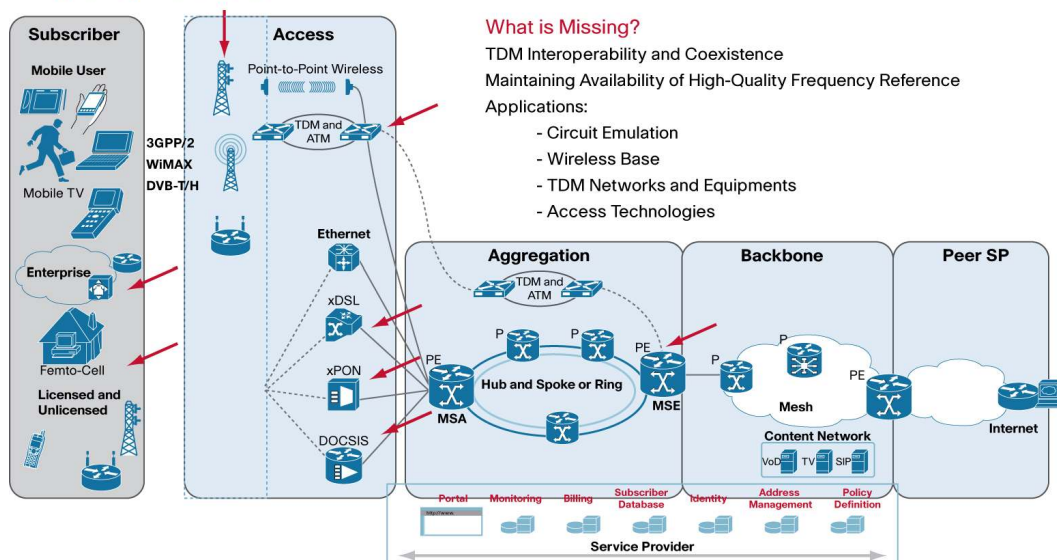 What is Missing?
TDM Interoperability and Coexistence
Maintaining Availability of High-Quality Frequency Reference
Applications:
- Circuit Emulation
- Wireless Base
- TDM Networks and Equipments
- Access Technologies
Subscriber
Mobile User
Mobile TV
Enterprise
Femto-Cell
Licensed and
Unlicensed
3GPP/2
WiMAX
DVB-T/H
Access
Point-to-Point Wireless
TDM and
ATM
Ethernet
xDSL
xPON
DOCSIS
Aggregation
TDM and
ATM
P
P
PE
PE
Hub and Spoke or Ring
MSA
MSE
Backbone
P
P
PE
Mesh
Content Network
VoD
TV
SIP
Peer SP
Internet
Portal
http://www.
Monitoring
Billing
Subscriber
Database
Identity
Address
Management
Policy
Definition
Service Provider